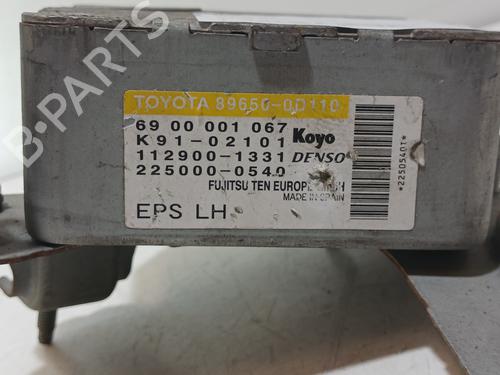 B-PARTS
TOYOTA 89650-0D110
69 00 001 067
K91-02101 Koyo
112900-1331 DENSO
225000-0540
FUJITSU TEN EUROPE GMBH
MADE IN SPAIN
EPS LH
*2250540T*